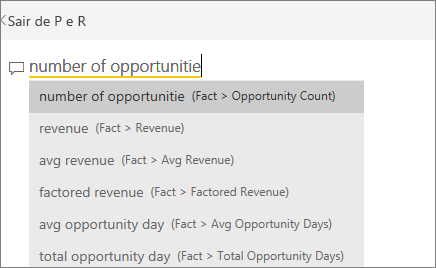 Sair de P e R
number of opportunitie
number of opportunitie (Fact > Opportunity Count)
revenue (Fact > Revenue)
avg revenue (Fact > Avg Revenue)
factored revenue (Fact > Factored Revenue)
avg opportunity day (Fact > Avg Opportunity Days)
total opportunity day (Fact > Total Opportunity Days)